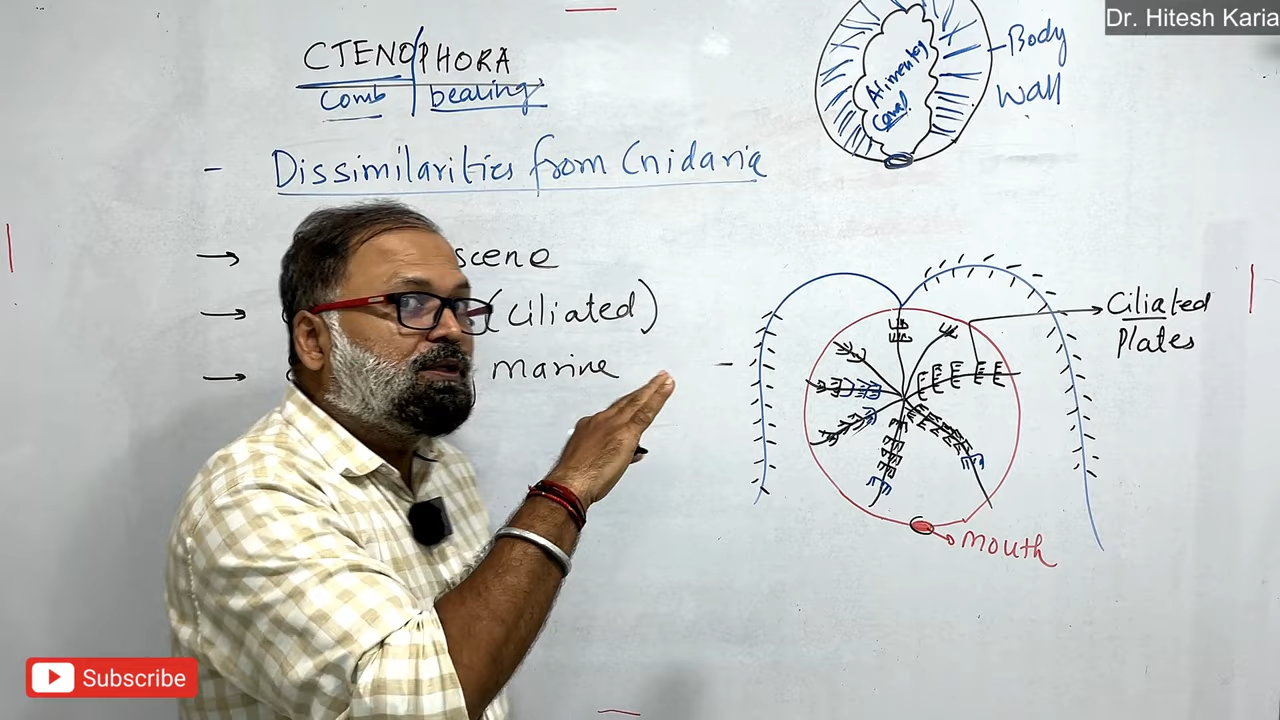 Dr. Hitesh Karia
CTENOPHORA
Comb bearing
Body
Wall
Alimentary
Canal
- Dissimilarities from Cnidaria
→ scene
→ (Ciliated)
→ marine
Ciliated
Plates
Mouth
Subscribe